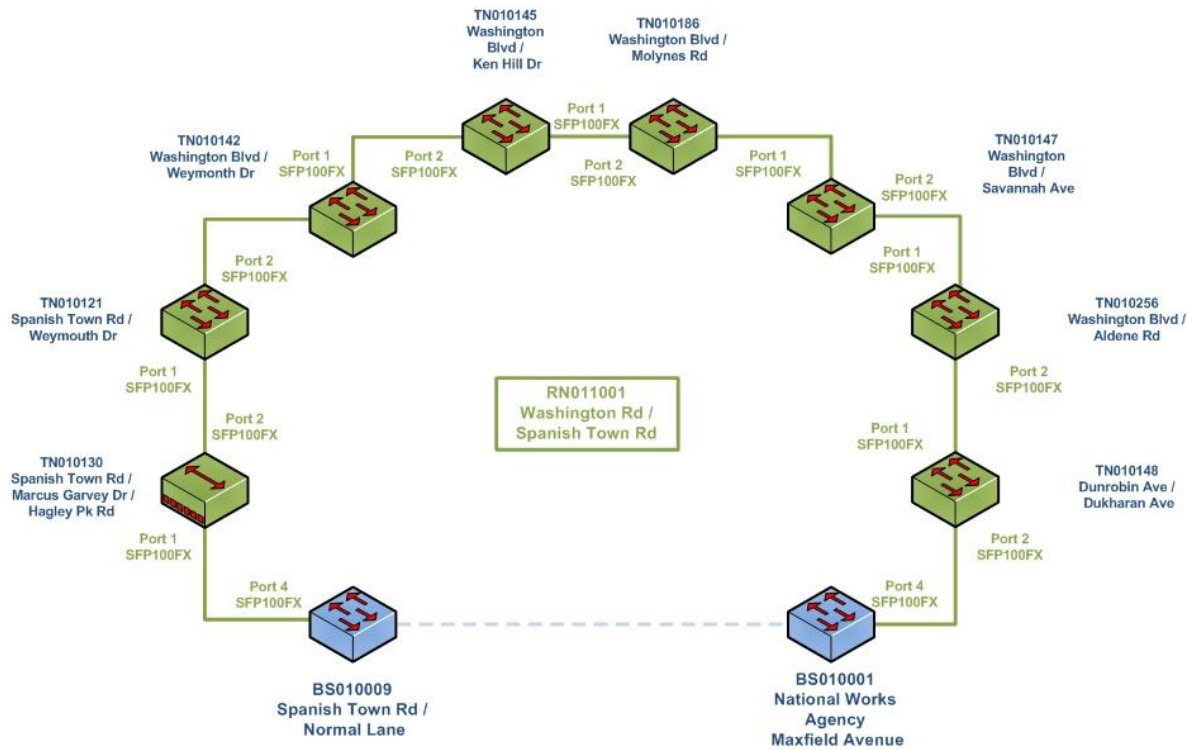 TN010145
Washington
Blvd /
Ken Hill Dr
TN010186
Washington Blvd /
Molynes Rd
TN010142
Washington Blvd /
Weymonth Dr
Port 1
SFP100FX
Port 2
SFP100FX
Port 1
SFP100FX
Port 2
SFP100FX
Port 1
SFP100FX
TN010147
Washington
Blvd /
Savannah Ave
Port 2
SFP100FX
Port 1
SFP100FX
Port 2
SFP100FX
TN010121
Spanish Town Rd /
Weymouth Dr
Port 1
SFP100FX
TN010256
Washington Blvd /
Aldene Rd
Port 2
SFP100FX
RN011001
Washington Rd /
Spanish Town Rd
Port 2
SFP100FX
Port 1
SFP100FX
TN010130
Spanish Town Rd /
Marcus Garvey Dr /
Hagley Pk Rd
Port 1
SFP100FX
TN010148
Dunrobin Ave /
Dukharan Ave
Port 2
SFP100FX
Port 4
SFP100FX
Port 4
SFP100FX
BS010009
Spanish Town Rd /
Normal Lane
BS010001
National Works
Agency
Maxfield Avenue